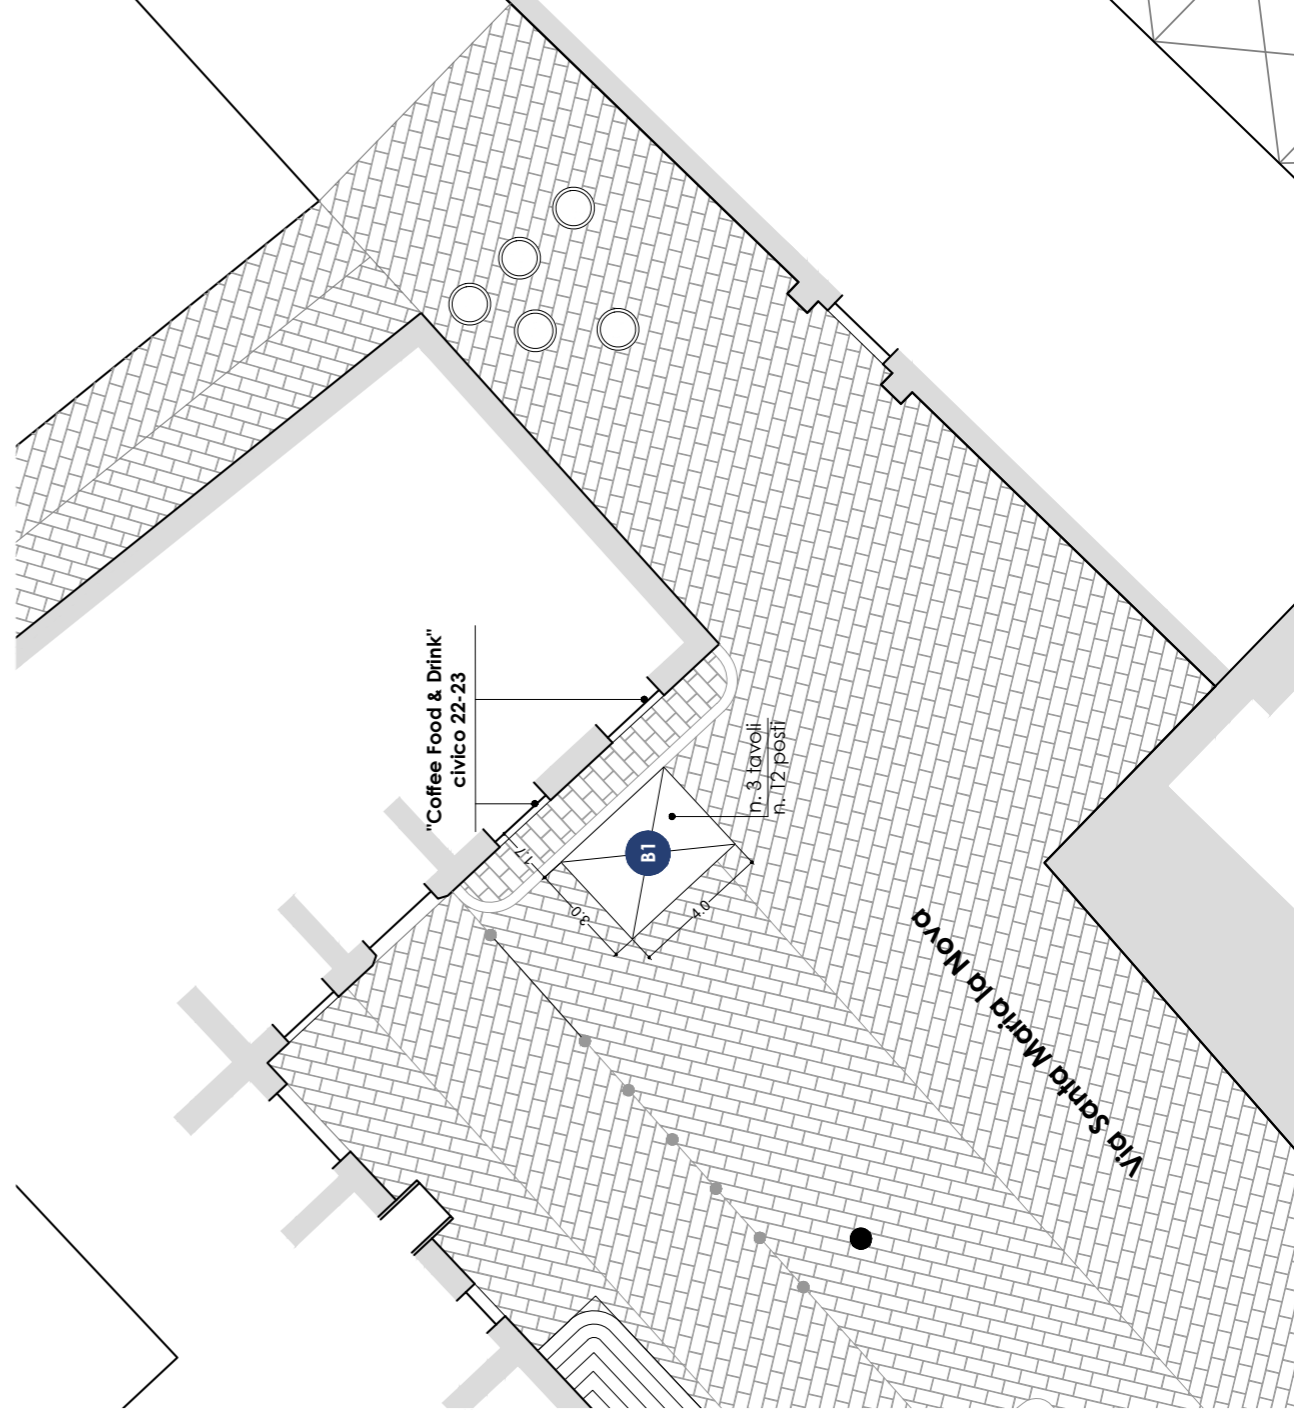 "Coffee Food & Drink"
civico 22-23
n. 3 tavoli
n. 12 posti
B1
1,7
3.0
4.0
Via Santa Maria la Nova